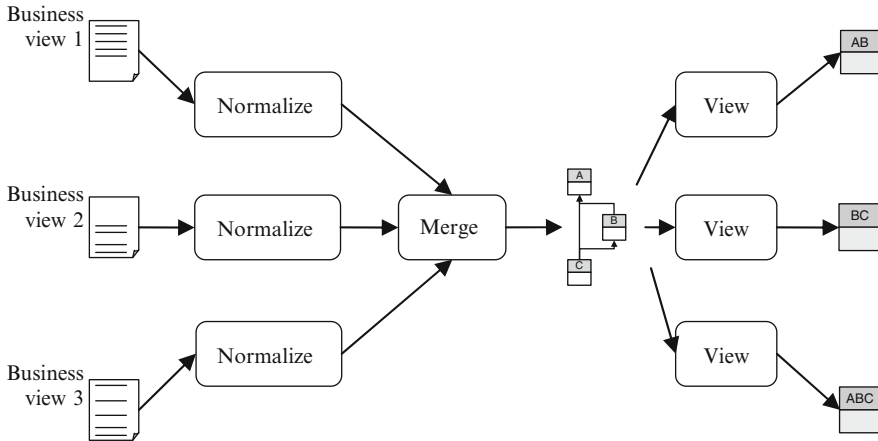 Business
view 1
Normalize
View
AB
Business
view 2
Normalize
Merge
A
B
C
View
BC
Business
view 3
Normalize
View
ABC